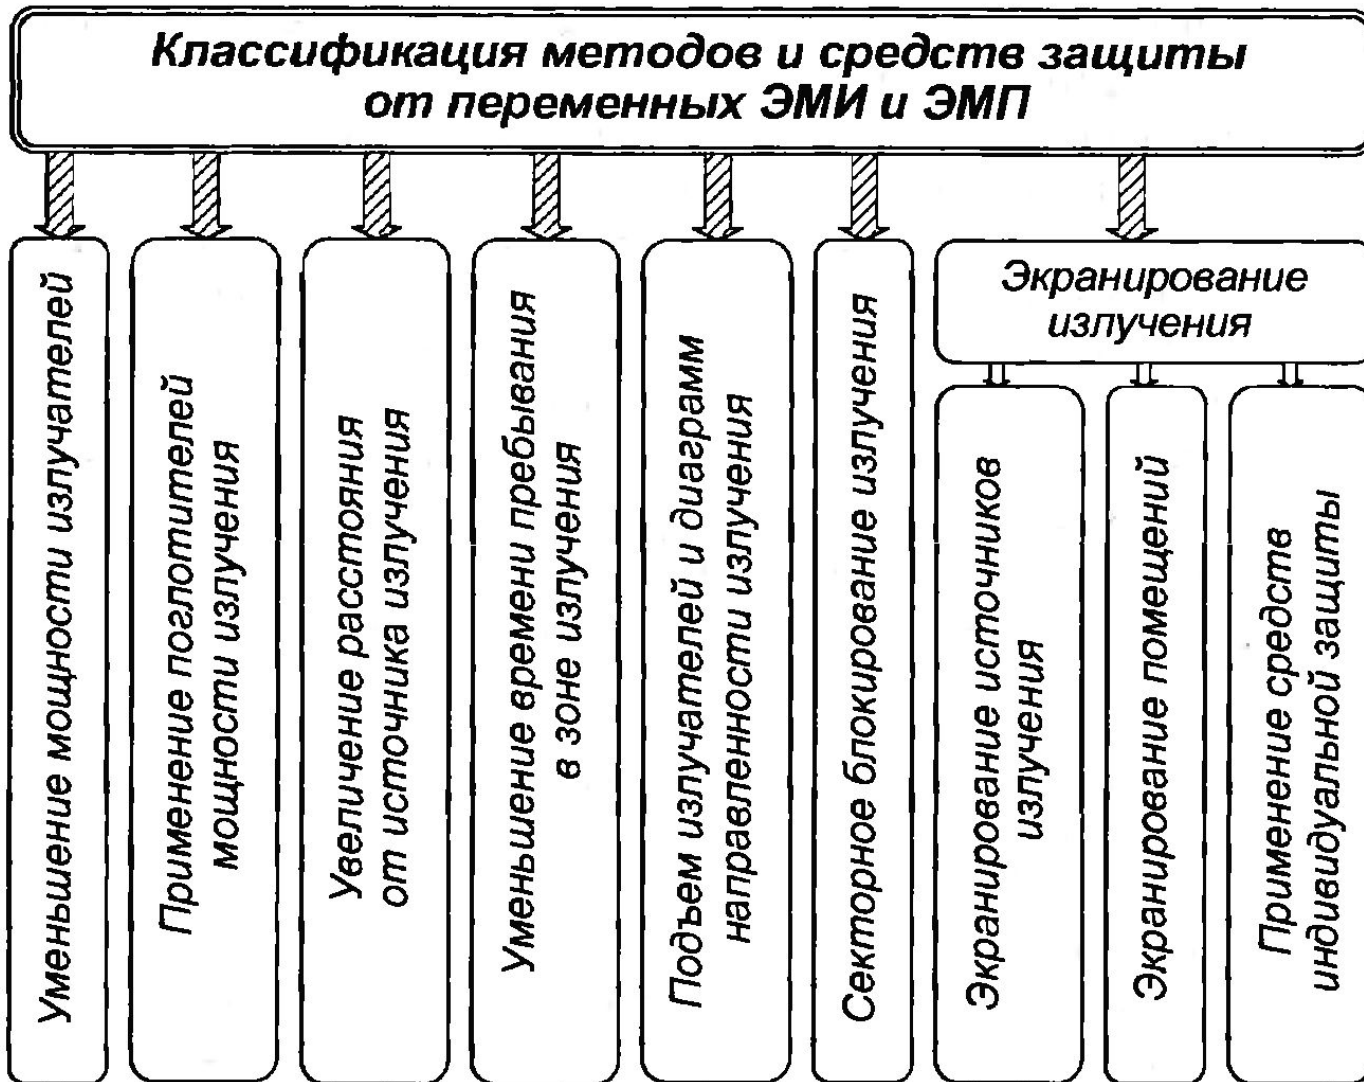 Классификация методов и средств защиты
от переменных ЭМИ и ЭМП
Уменьшение мощности излучателей
Применение поглотителей
мощности излучения
Увеличение расстояния
от источника излучения
Уменьшение времени пребывания
в зоне излучения
Подъем излучателей и диаграмм
направленности излучения
Секторное блокирование излучения
Экранирование
излучения
Экранирование источников
излучения
Экранирование помещений
Применение средств
индивидуальной защиты